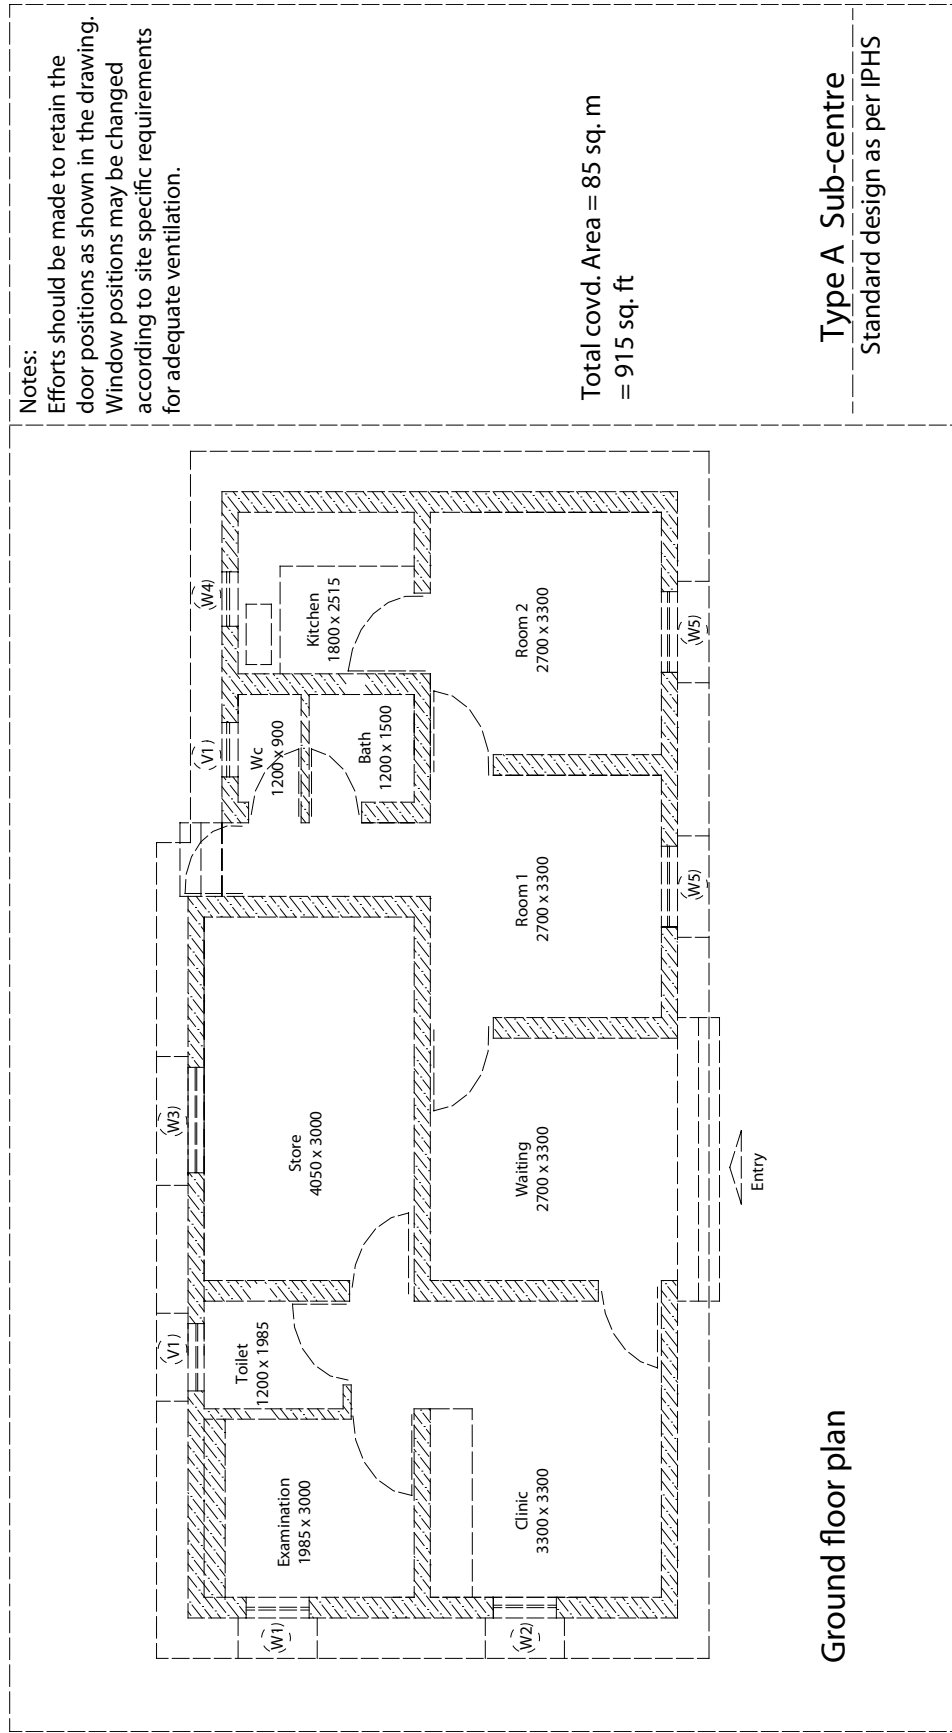 Notes:
Efforts should be made to retain the
door positions as shown in the drawing.
Window positions may be changed
according to site specific requirements
for adequate ventilation.
V1
W3
V1
W4
W1
Examination
1985 x 3000
Toilet
1200 x 1985
Store
4050 x 3000
Wc
1200 x 900
Bath
1200 x 1500
Kitchen
1800 x 2515
W2
Clinic
3300 x 3300
Waiting
2700 x 3300
Room 1
2700 x 3300
Room 2
2700 x 3300
W5
W5
Entry
Total covd. Area = 85 sq. m
= 915 sq. ft
Ground floor plan
Type A Sub-centre
Standard design as per IPHS